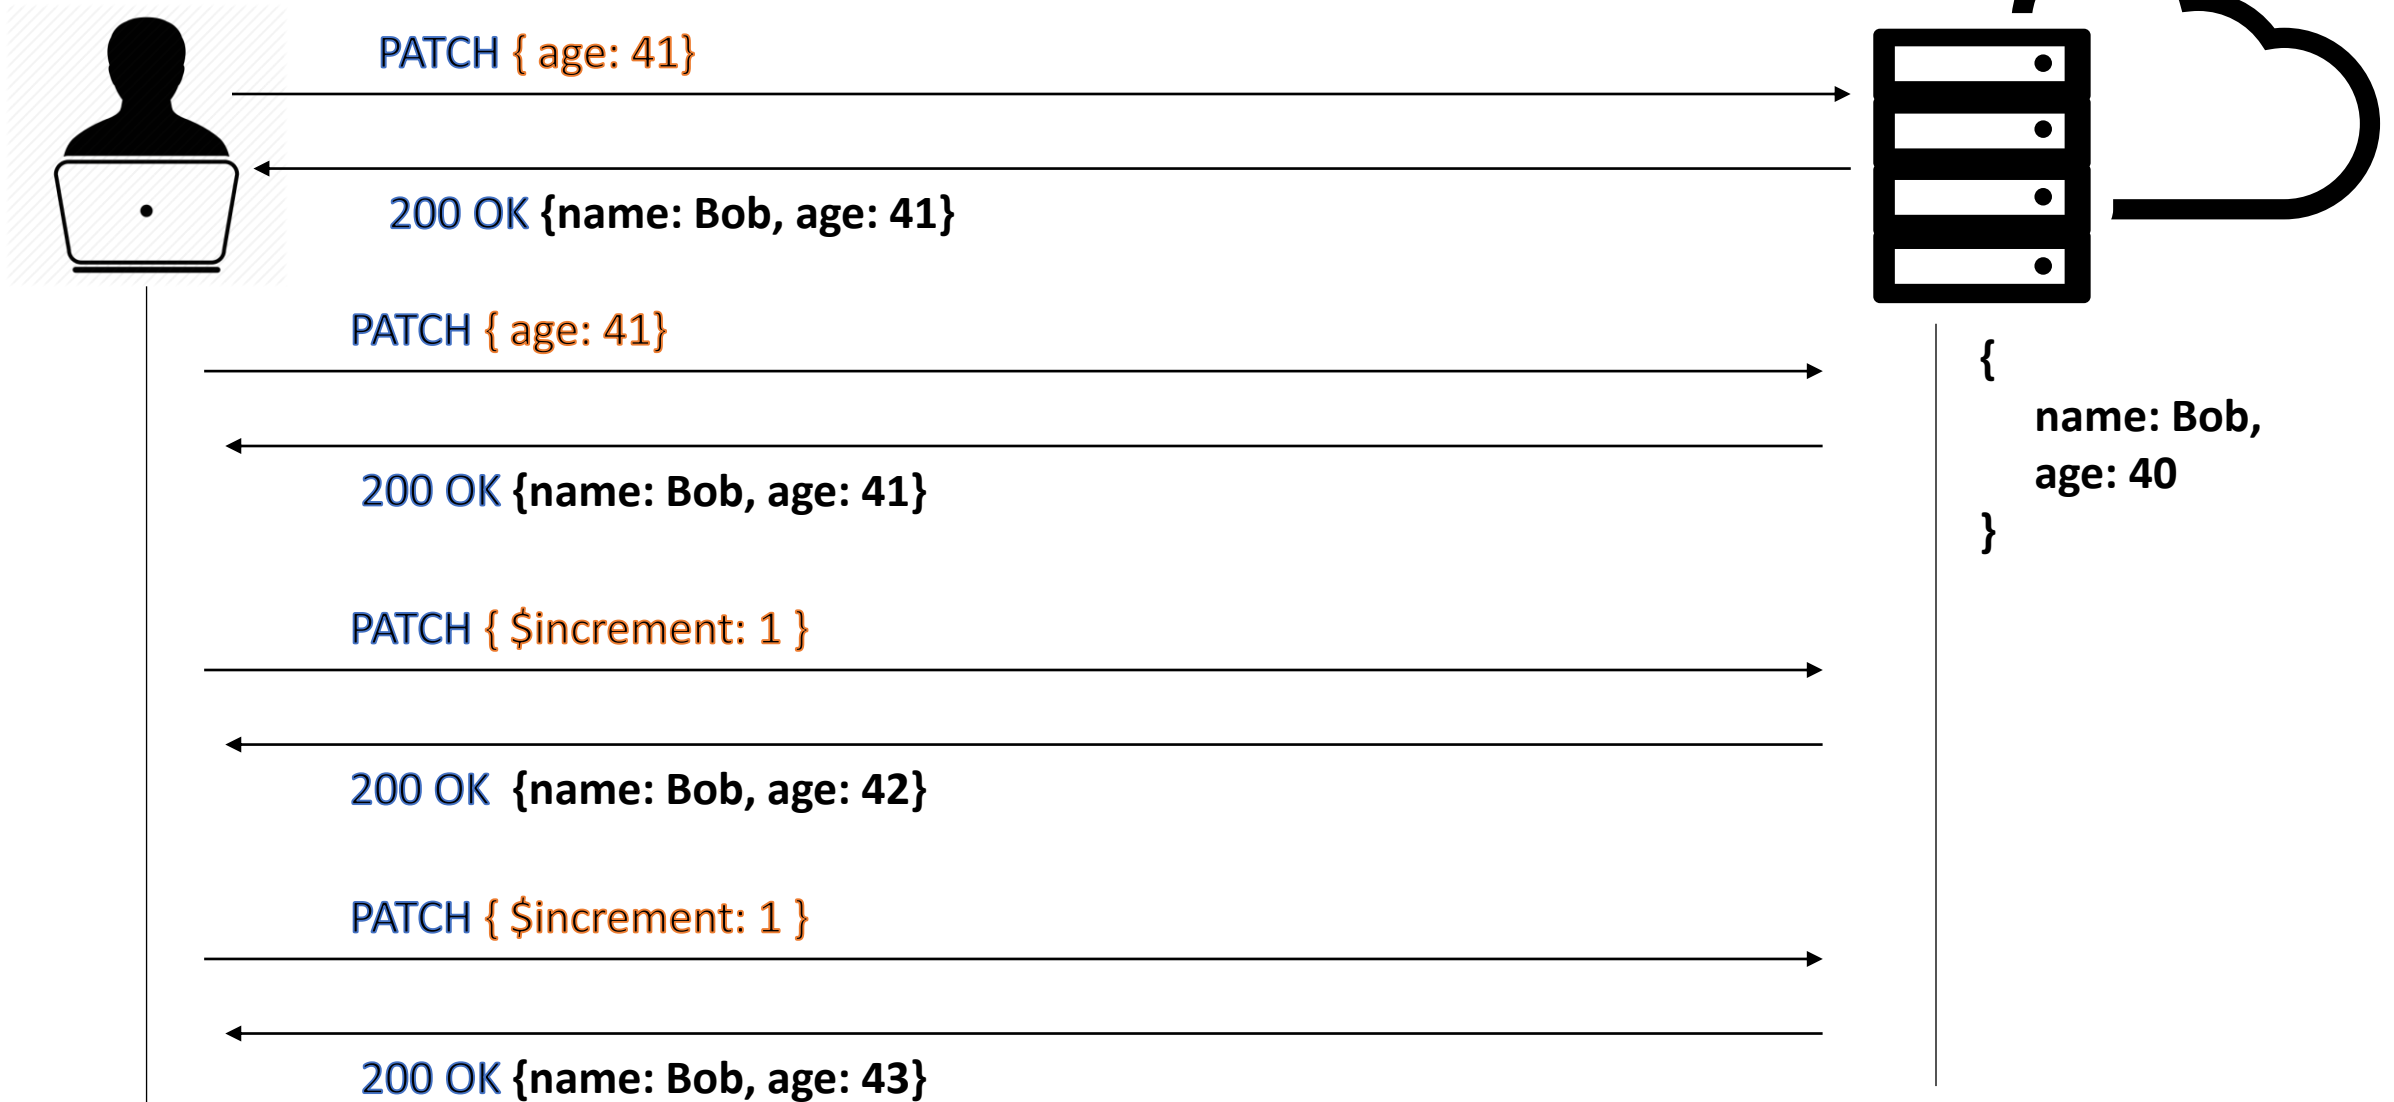 PATCH { age: 41}
200 OK {name: Bob, age: 41}
PATCH { age: 41}
200 OK {name: Bob, age: 41}
{
name: Bob,
age: 40
}
PATCH { $increment: 1 }
200 OK  {name: Bob, age: 42}
PATCH { $increment: 1 }
200 OK {name: Bob, age: 43}